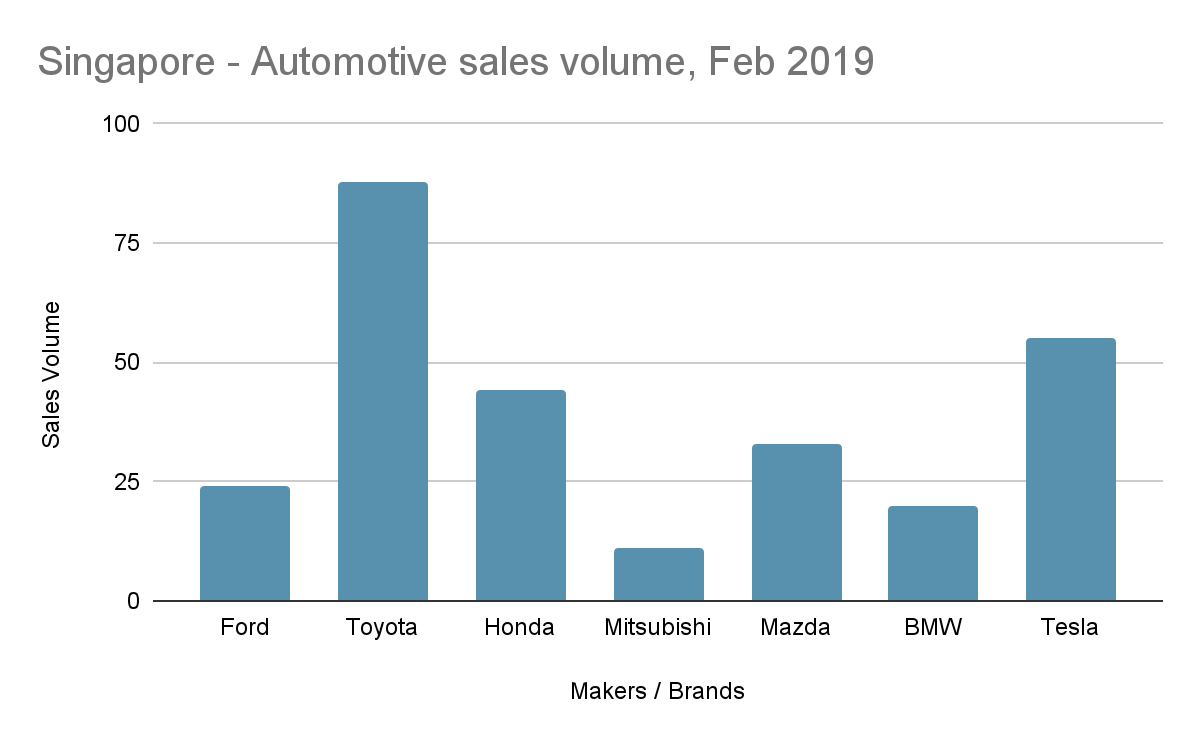 Singapore - Automotive sales volume, Feb 2019
100
75
50
25
0
Sales Volume
Ford Toyota Honda Mitsubishi Mazda BMW Tesla
Makers / Brands